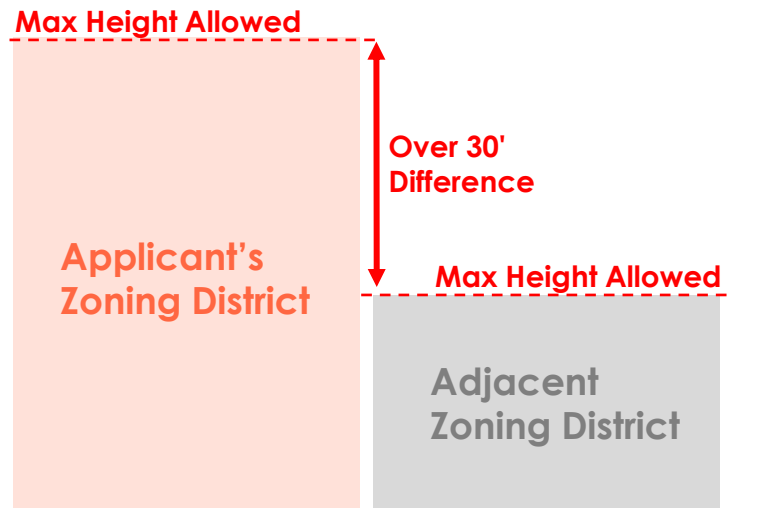 Max Height Allowed
Over 30'
Difference
Applicant’s
Zoning District
Max Height Allowed
Adjacent
Zoning District